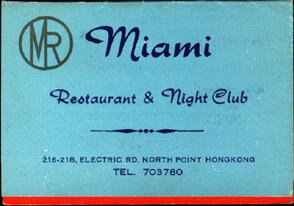 MR
Miami
Restaurant & Night Club
216-218, ELECTRIC RD. NORTH POINT HONGKONG
TEL. 703780